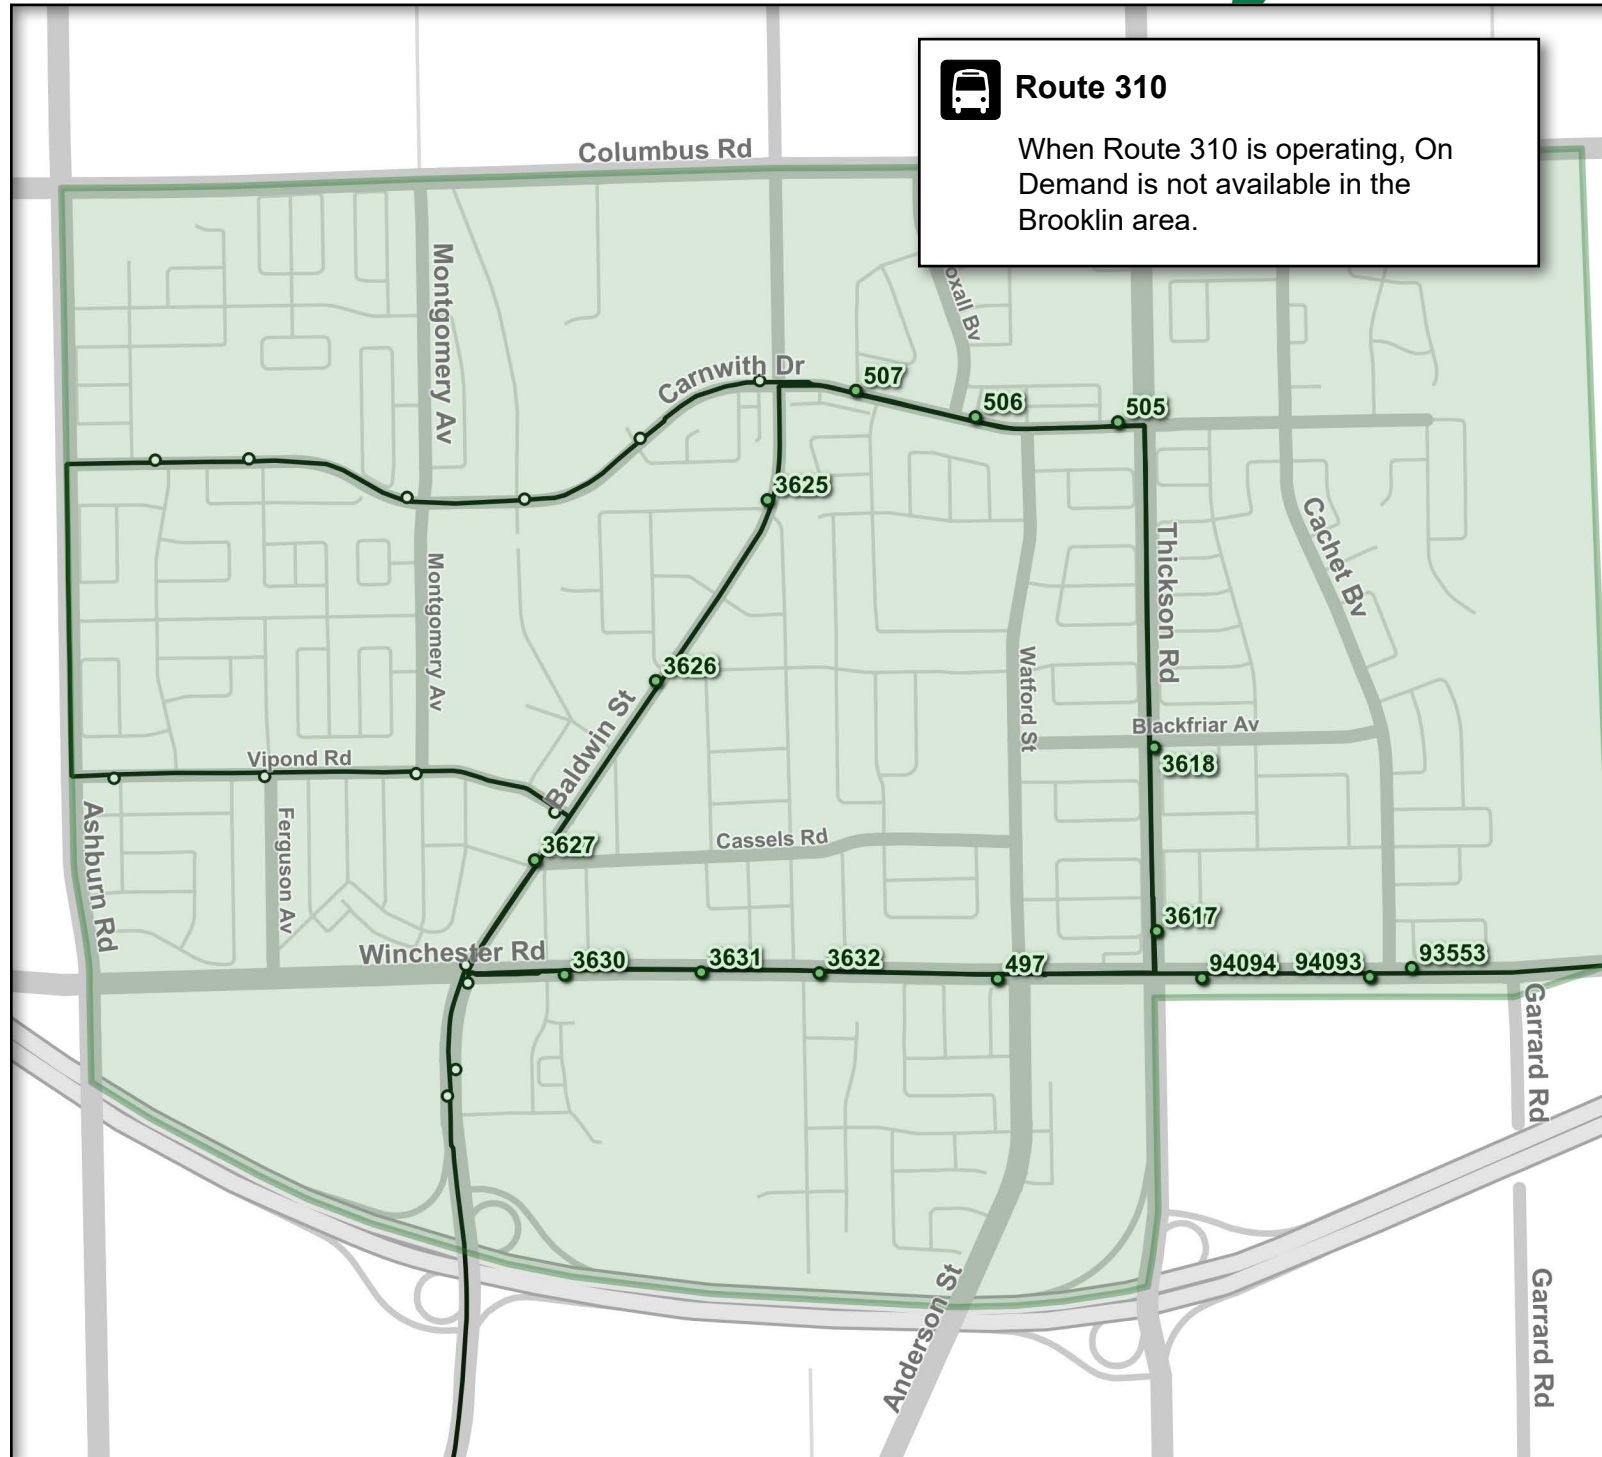 Route 310
When Route 310 is operating, On
Demand is not available in the
Brooklin area.
Columbus Rd
Montgomery Av
oxall Bv
Carnwith Dr
507
506
505
3625
Cachet Bv
Thickson Rd
Montgomery Av
3626
Watford St
Baldwin St
Blackfriar Av
3618
Vipond Rd
Ashburn Rd
Ferguson Av
3627
Cassels Rd
3617
Winchester Rd
3630
3631
3632
497
94094
94093
93553
Garrard Rd
Anderson St
Garrard Rd